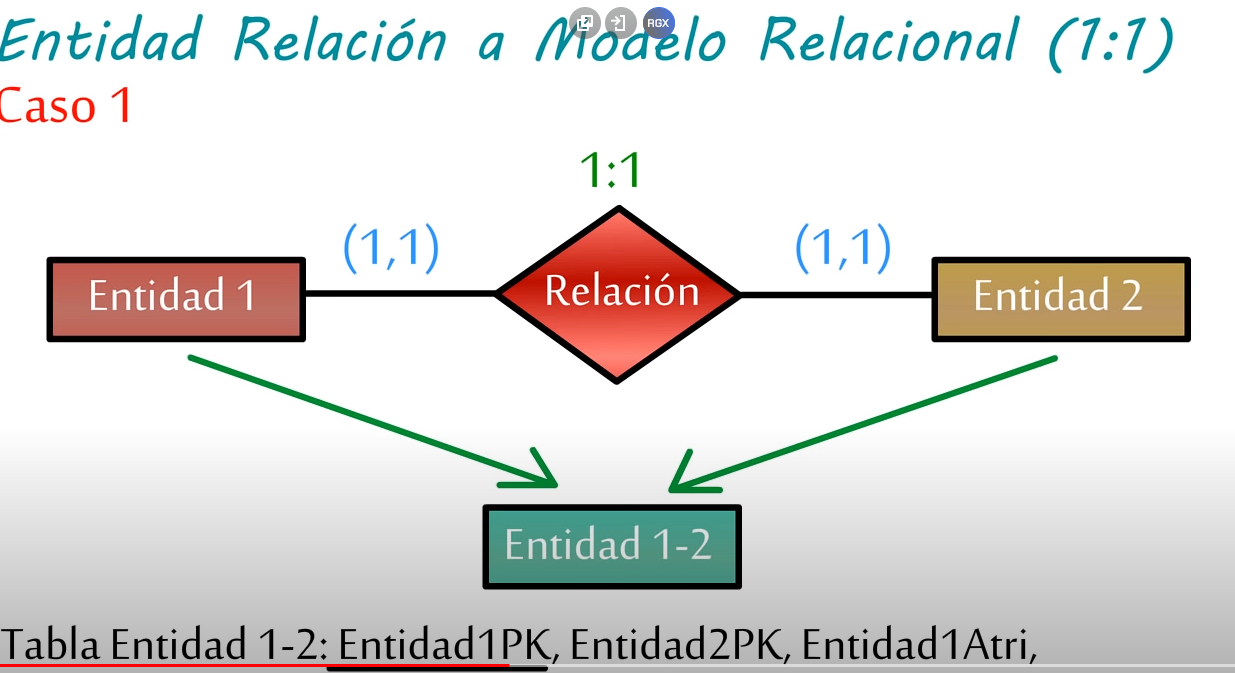 Entidad Relación a Modelo Relacional (1:1)
RGX
Caso 1
1:1
(1,1)
(1,1)
Entidad 1
Relación
Entidad 2
Entidad 1-2
Tabla Entidad 1-2: Entidad1PK, Entidad2PK, Entidad1Atri,